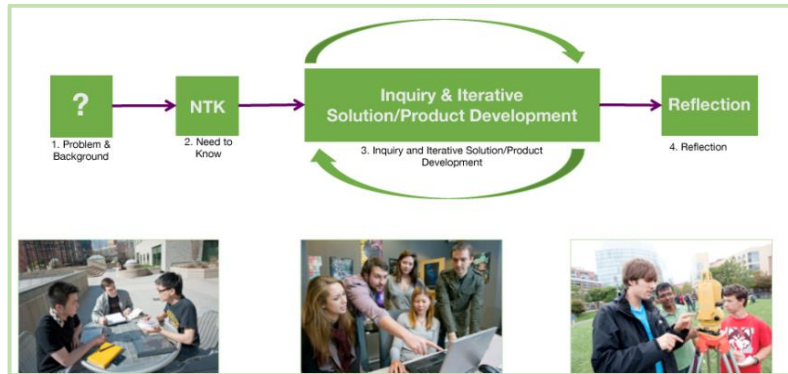 ?
NTK
Inquiry & Iterative
Solution/Product Development
Reflection
1. Problem &
Background
2. Need to
Know
3. Inquiry and Iterative Solution/Product
Development
4. Reflection